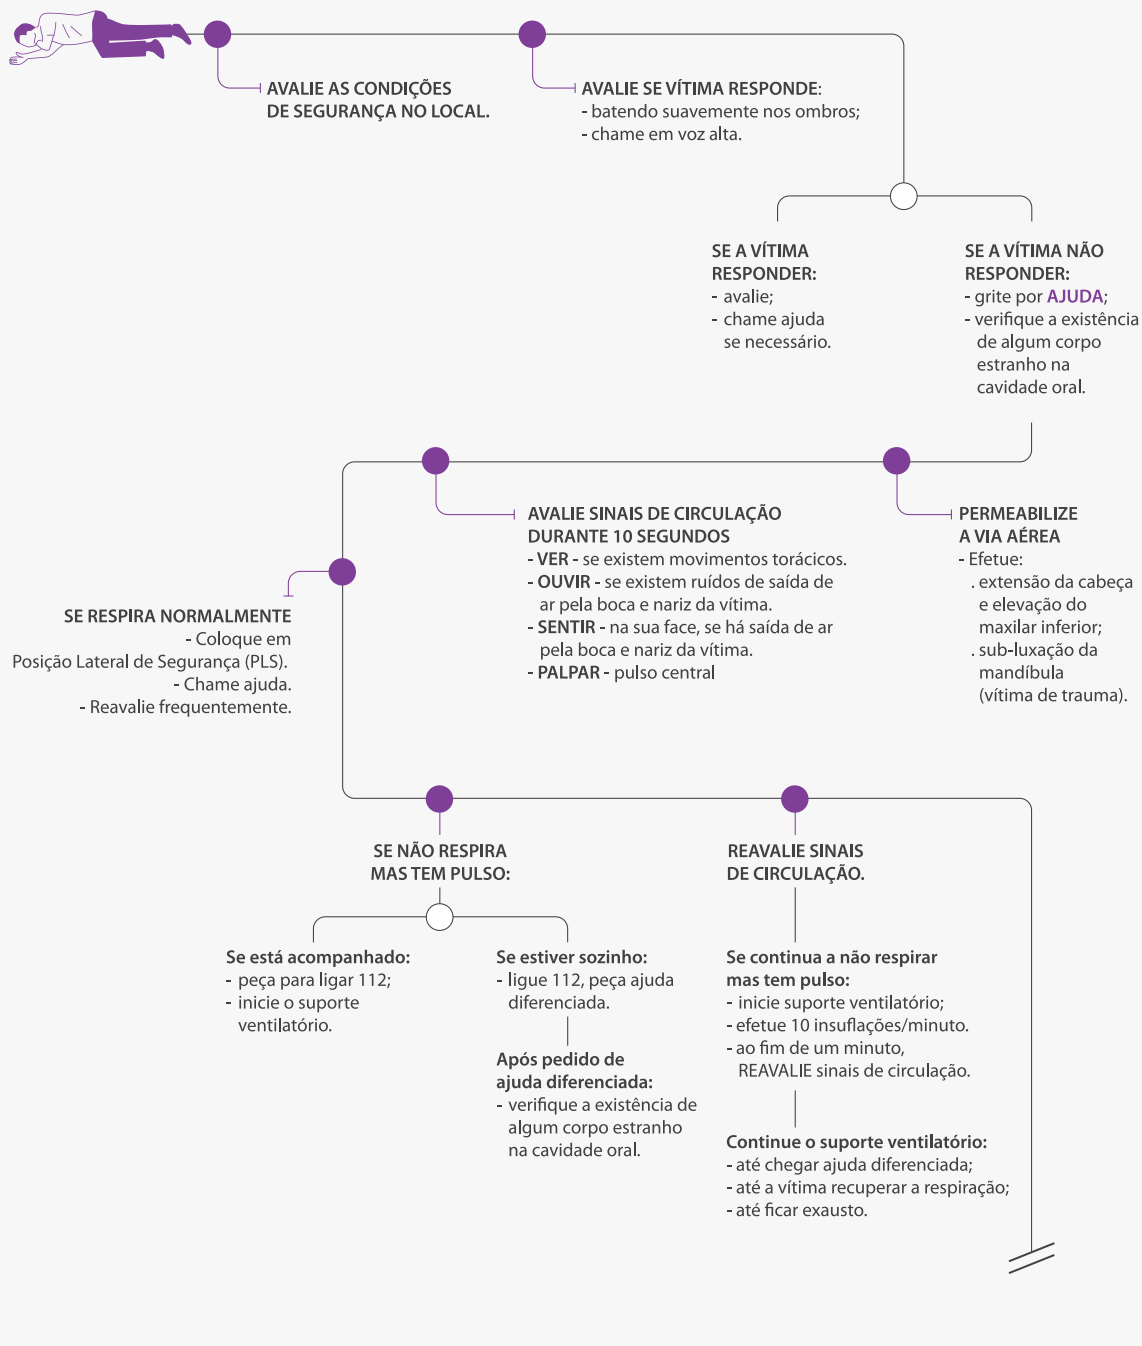 AVALIE AS CONDIÇÕES
DE SEGURANÇA NO LOCAL.
AVALIE SE VÍTIMA RESPONDE:
- batendo suavemente nos ombros;
- chame em voz alta.
SE A VÍTIMA
RESPONDER:
- avalie;
- chame ajuda
se necessário.
SE A VÍTIMA NÃO
RESPONDER:
- grite por AJUDA;
- verifique a existência
de algum corpo
estranho na
cavidade oral.
PERMEABILIZE
A VIA AÉREA
- Efetue:
. extensão da cabeça
e elevação do
maxilar inferior;
. sub-luxação da
mandíbula
(vítima de trauma).
AVALIE SINAIS DE CIRCULAÇÃO
DURANTE 10 SEGUNDOS
- VER - se existem movimentos torácicos.
- OUVIR - se existem ruídos de saída de
ar pela boca e nariz da vítima.
- SENTIR - na sua face, se há saída de ar
pela boca e nariz da vítima.
- PALPAR - pulso central
SE RESPIRA NORMALMENTE
- Coloque em
Posição Lateral de Segurança (PLS).
- Chame ajuda.
- Reavalie frequentemente.
SE NÃO RESPIRA
MAS TEM PULSO:
Se está acompanhado:
- peça para ligar 112;
- inicie o suporte
ventilatório.
Se estiver sozinho:
- ligue 112, peça ajuda
diferenciada.
Após pedido de
ajuda diferenciada:
- verifique a existência de
algum corpo estranho
na cavidade oral.
REAVALIE SINAIS
DE CIRCULAÇÃO.
Se continua a não respirar
mas tem pulso:
- inicie suporte ventilatório;
- efetue 10 insuflações/minuto.
- ao fim de um minuto,
REAVALIE sinais de circulação.
Continue o suporte ventilatório:
- até chegar ajuda diferenciada;
- até a vítima recuperar a respiração;
- até ficar exausto.